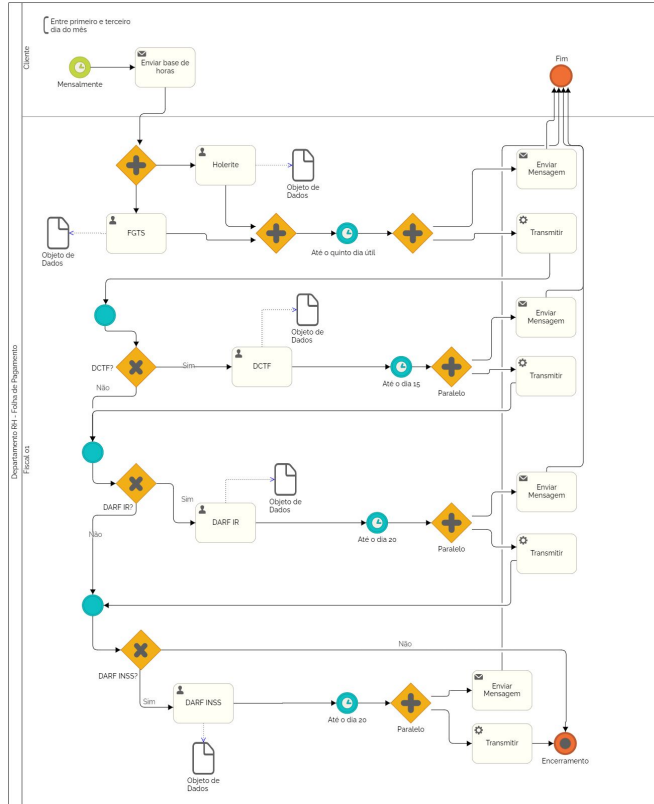 Entre primeiro e terceiro
dia do mês
Cliente
Mensalmente
Enviar base de
horas
Fim
Departamento RH - Folha de Pagamento
Fiscal 01
Holerite
Objeto de
Dados
Enviar
Mensagem
FGTS
Objeto de
Dados
Até o quinto dia útil
Transmitir
Objeto de
Dados
Enviar
Mensagem
DCTF?
Sim
DCTF
Até o dia 15
Paralelo
Transmitir
Não
Objeto de
Dados
Enviar
Mensagem
DARF IR?
Sim
DARF IR
Até o dia 20
Paralelo
Transmitir
Não
Não
DARF INSS?
Sim
DARF INSS
Até o dia 20
Paralelo
Enviar
Mensagem
Transmitir
Encerramento
Objeto de
Dados